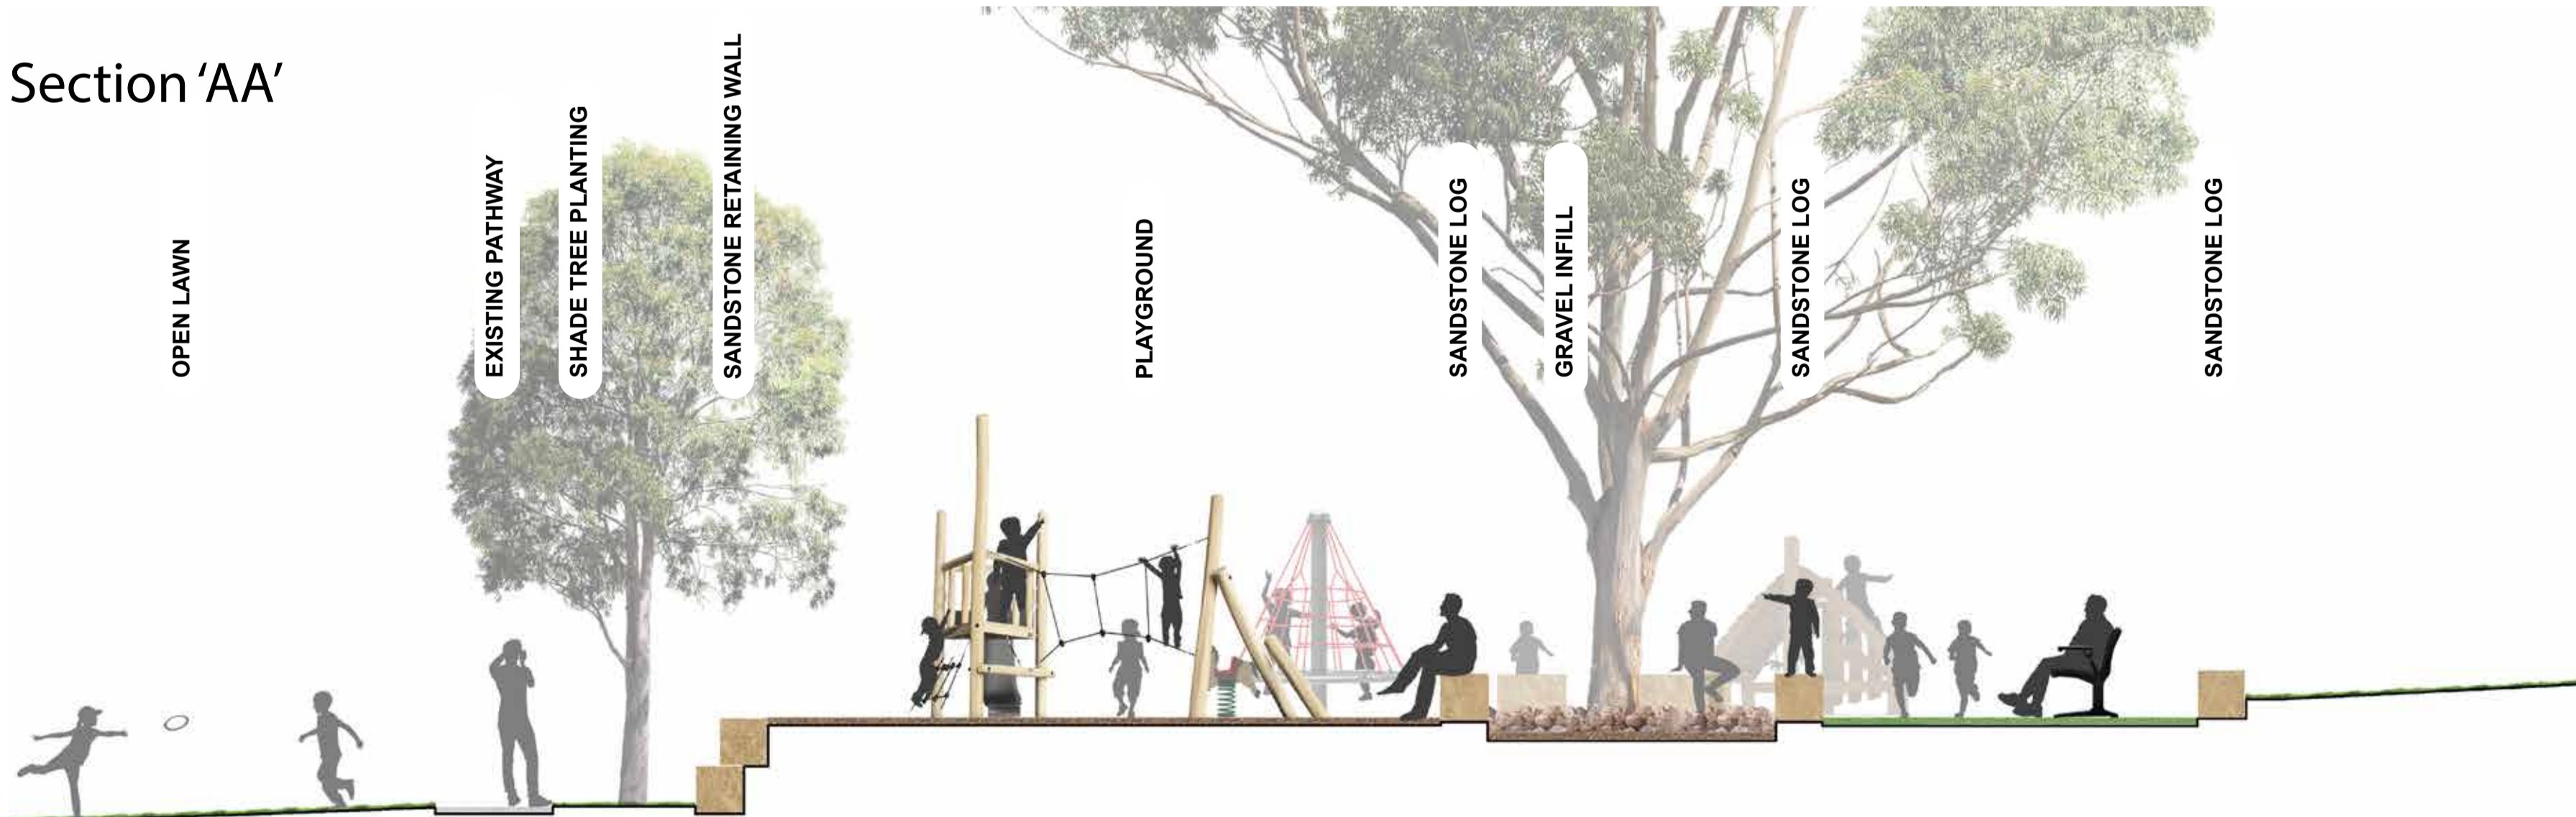 Section ‘AA’
OPEN LAWN
EXISTING PATHWAY
SHADE TREE PLANTING
SANDSTONE RETAINING WALL
PLAYGROUND
SANDSTONE LOG
GRAVEL INFILL
SANDSTONE LOG
SANDSTONE LOG